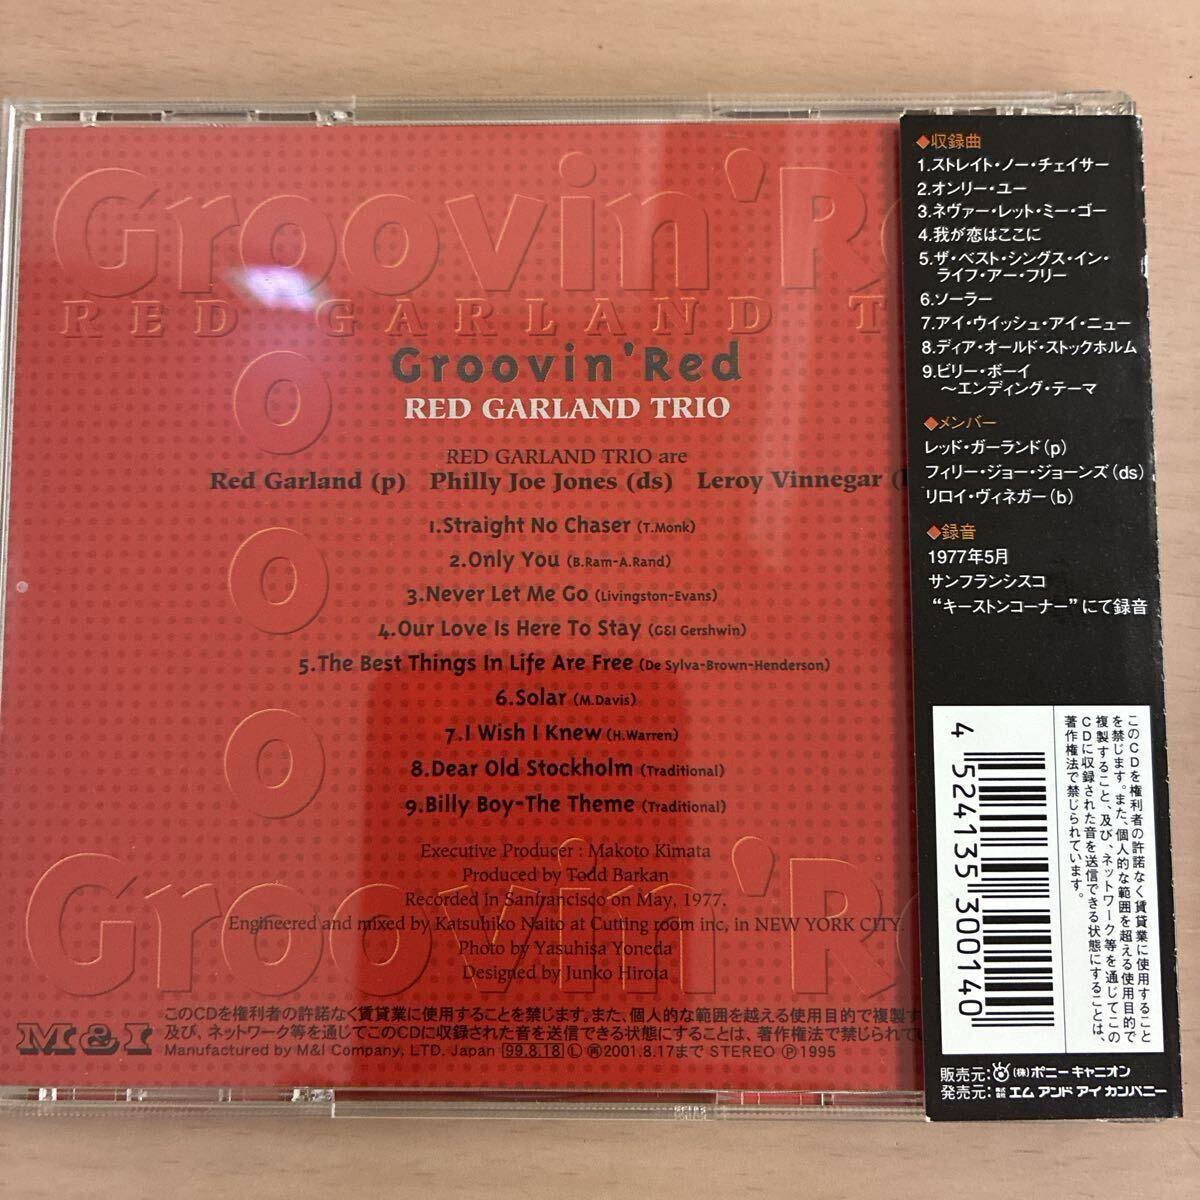 Groovin' Re
RED GARLAND T
Groovin' Red
RED GARLAND TRIO
RED GARLAND TRIO are
Red Garland (p) Philly Joe Jones (ds) Leroy Vinnegar (
1.Straight No Chaser (T.Monk)
2.Only You (B.Ram-A.Rand)
3.Never Let Me Go (Livingston-Evans)
4.Our Love Is Here To Stay (G&I Gershwin)
5.The Best Things In Life Are Free (De Sylva-Brown-Henderson)
6.Solar (M.Davis)
7.I Wish I Knew (H.Warren)
8.Dear Old Stockholm (Traditional)
9.Billy Boy-The Theme (Traditional)
Executive Producer : Makoto Kimata
Produced by Todd Barkan
Recorded in Sanfrancisco on May, 1977.
Engineered and mixed by Katsuhiko Naito at Cutting room inc, in NEW YORK CITY.
Photo by Yasuhisa Yoneda
Designed by Junko Hirota
Groovin' Re
M&I
このCDを権利者の許諾なく賃貸業に使用することを禁じます。また、個人的な範囲を越える使用目的で複製す
及び、ネットワーク等を通じてこのCDに収録された音を送信できる状態にすることは、著作権法で禁じられてい
Manufactured by M&I Company, LTD. Japan 99.8.18 Ⓛ 再 2001.8.17まで STEREO Ⓟ 1995
◆収録曲
1.ストレイト・ノー・チェイサー
2.オンリー・ユー
3.ネヴァー・レット・ミー・ゴー
4.我が恋はここに
5.ザ・ベスト・シングス・イン・
ライフ・アー・フリー
6.ソーラー
7.アイ・ウイッシュ・アイ・ニュー
8.ディア・オールド・ストックホルム
9.ビリー・ボーイ
〜エンディング・テーマ
◆メンバー
レッド・ガーランド(p)
フィリー・ジョー・ジョーンズ(ds)
リロイ・ヴィネガー(b)
◆録音
1977年5月
サンフランシスコ
“キーストンコーナー”にて録音
4 524135 300140
このCDを権利者の許諾なく賃貸業に使用すること
を禁じます。また、個人的な範囲を超える使用目的で
複製すること、及び、ネットワーク等を通じてこの
CDに収録された音を送信できる状態にすることは、
著作権法で禁じられています。
販売元:(株)ポニーキャニオン
発売元:株式会社エム アンド アイ カンパニー